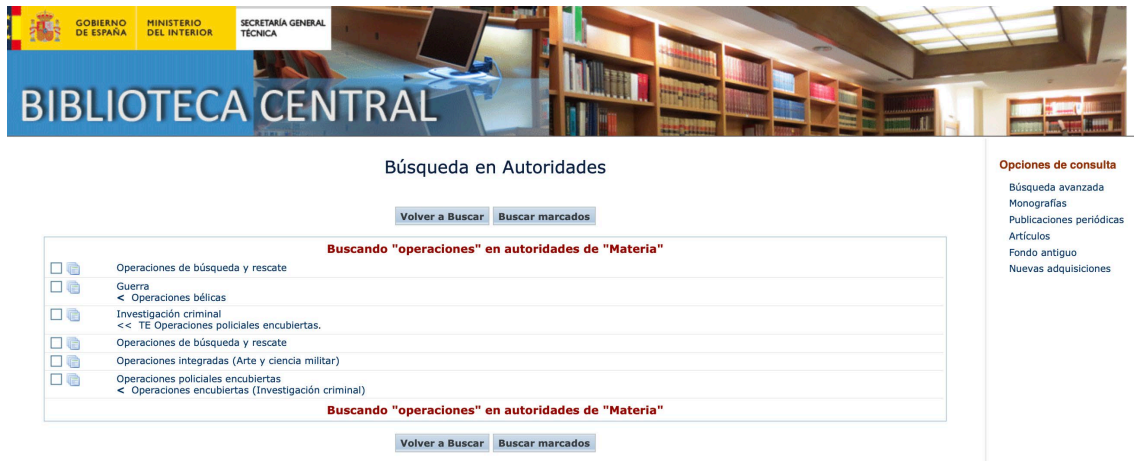 GOBIERNO
DE ESPAÑA
MINISTERIO
DEL INTERIOR
SECRETARÍA GENERAL
TÉCNICA
BIBLIOTECA CENTRAL
Búsqueda en Autoridades
Volver a Buscar Buscar marcados
Buscando "operaciones" en autoridades de "Materia"
Operaciones de búsqueda y rescate
Guerra
< Operaciones bélicas
Investigación criminal
<< TE Operaciones policiales encubiertas.
Operaciones de búsqueda y rescate
Operaciones integradas (Arte y ciencia militar)
Operaciones policiales encubiertas
< Operaciones encubiertas (Investigación criminal)
Buscando "operaciones" en autoridades de "Materia"
Volver a Buscar Buscar marcados
Opciones de consulta
Búsqueda avanzada
Monografías
Publicaciones periódicas
Artículos
Fondo antiguo
Nuevas adquisiciones